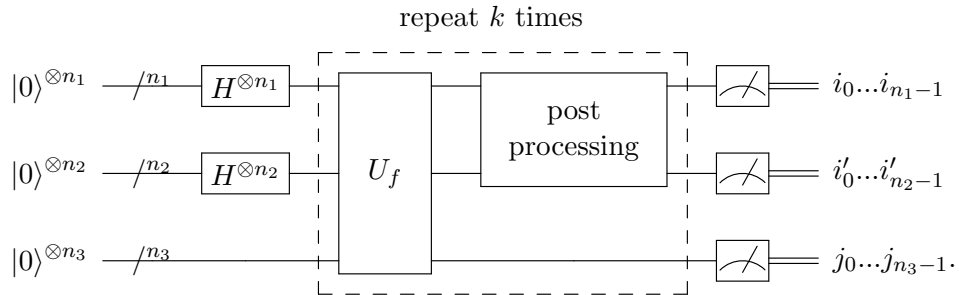 repeat k times
|0⟩^{⊗n_1} n_1 H^{⊗n_1} post i_0...i_{n_1−1}
processing
|0⟩^{⊗n_2} n_2 H^{⊗n_2} U_f i'_0...i'_{n_2−1}
|0⟩^{⊗n_3} n_3 j_0...j_{n_3−1}.